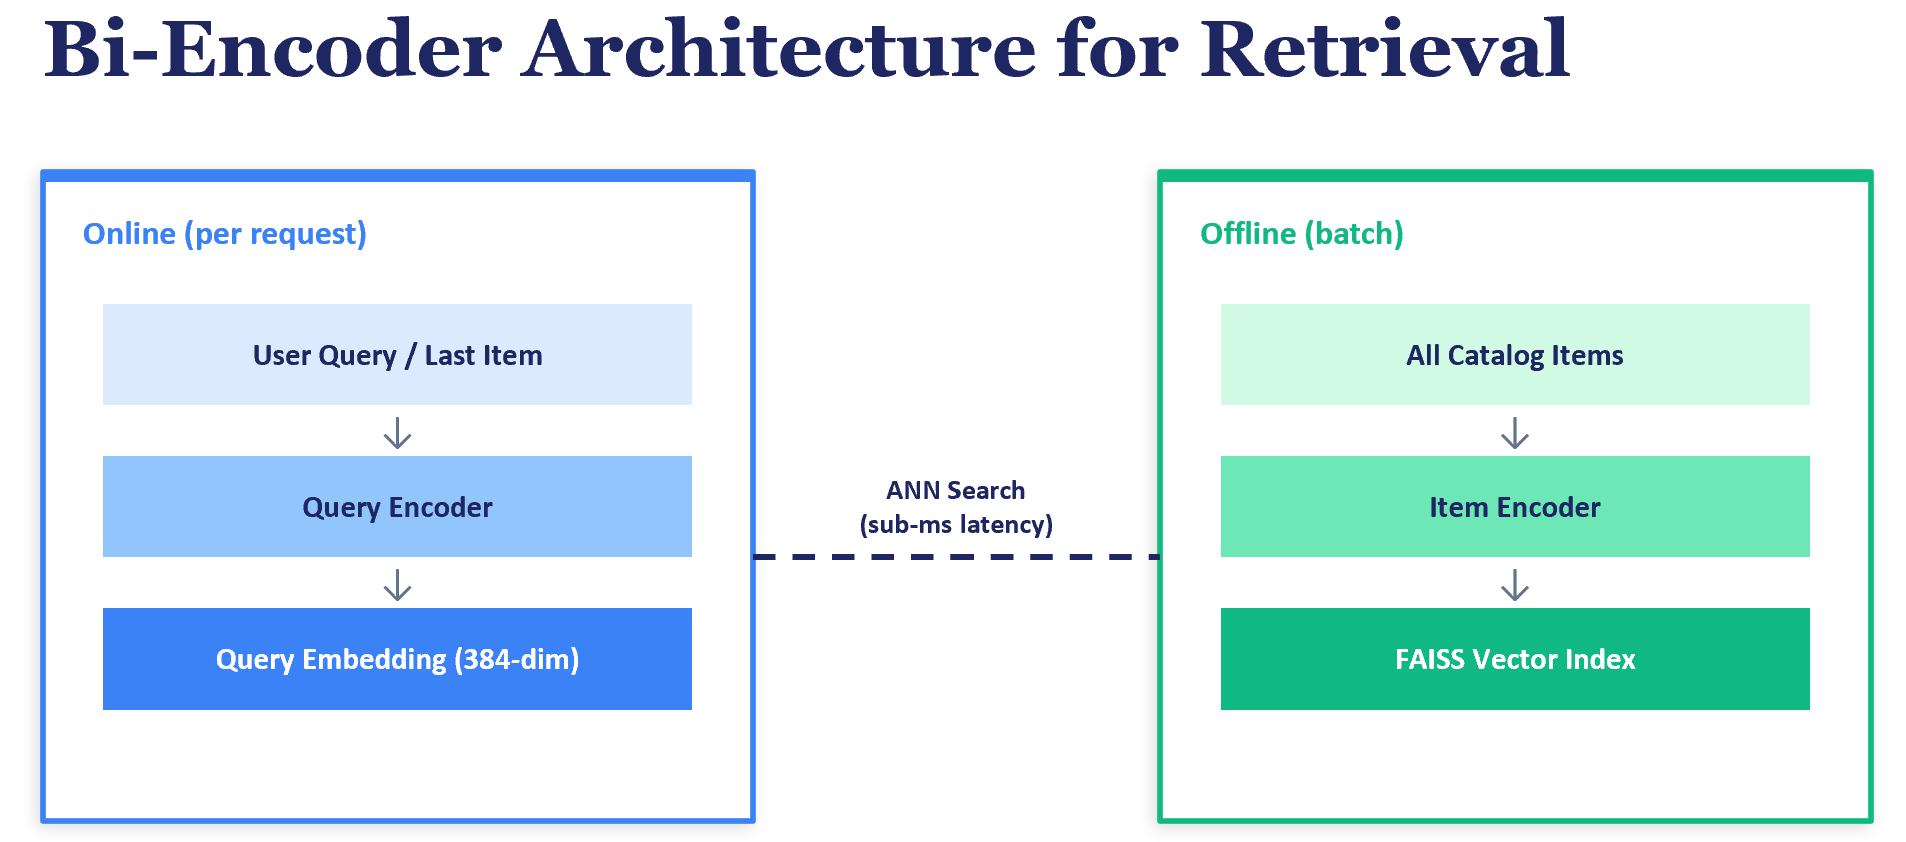 Bi-Encoder Architecture for Retrieval
Online (per request)
User Query / Last Item
Query Encoder
Query Embedding (384-dim)
ANN Search
(sub-ms latency)
Offline (batch)
All Catalog Items
Item Encoder
FAISS Vector Index